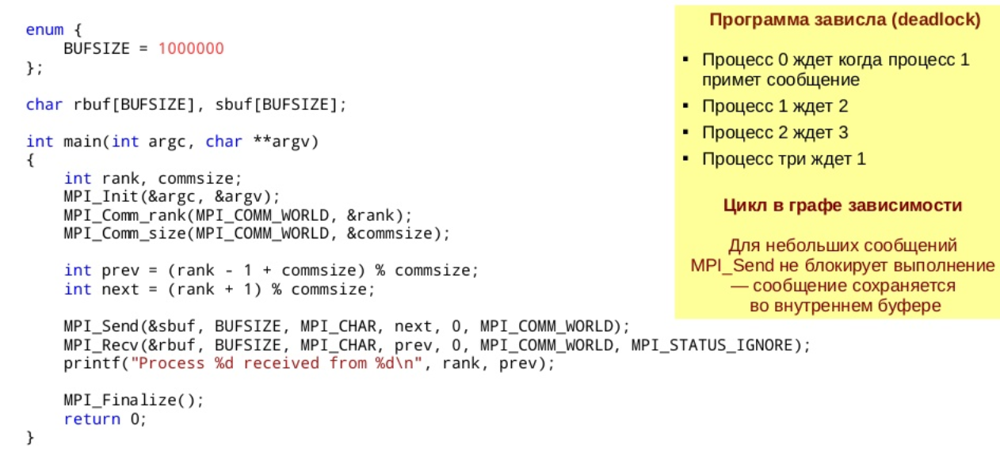 enum {
    BUFSIZE = 1000000
};
char rbuf[BUFSIZE], sbuf[BUFSIZE];
int main(int argc, char **argv)
{
    int rank, commsize;
    MPI_Init(&argc, &argv);
    MPI_Comm_rank(MPI_COMM_WORLD, &rank);
    MPI_Comm_size(MPI_COMM_WORLD, &commsize);
    int prev = (rank - 1 + commsize) % commsize;
    int next = (rank + 1) % commsize;
    MPI_Send(&sbuf, BUFSIZE, MPI_CHAR, next, 0, MPI_COMM_WORLD);
    MPI_Recv(&rbuf, BUFSIZE, MPI_CHAR, prev, 0, MPI_COMM_WORLD, MPI_STATUS_IGNORE);
    printf("Process %d received from %d\n", rank, prev);
    MPI_Finalize();
    return 0;
}
Программа зависла (deadlock)
▪ Процесс 0 ждет когда процесс 1
примет сообщение
▪ Процесс 1 ждет 2
▪ Процесс 2 ждет 3
▪ Процесс три ждет 1
Цикл в графе зависимости
Для небольших сообщений
MPI_Send не блокирует выполнение
— сообщение сохраняется
во внутреннем буфере